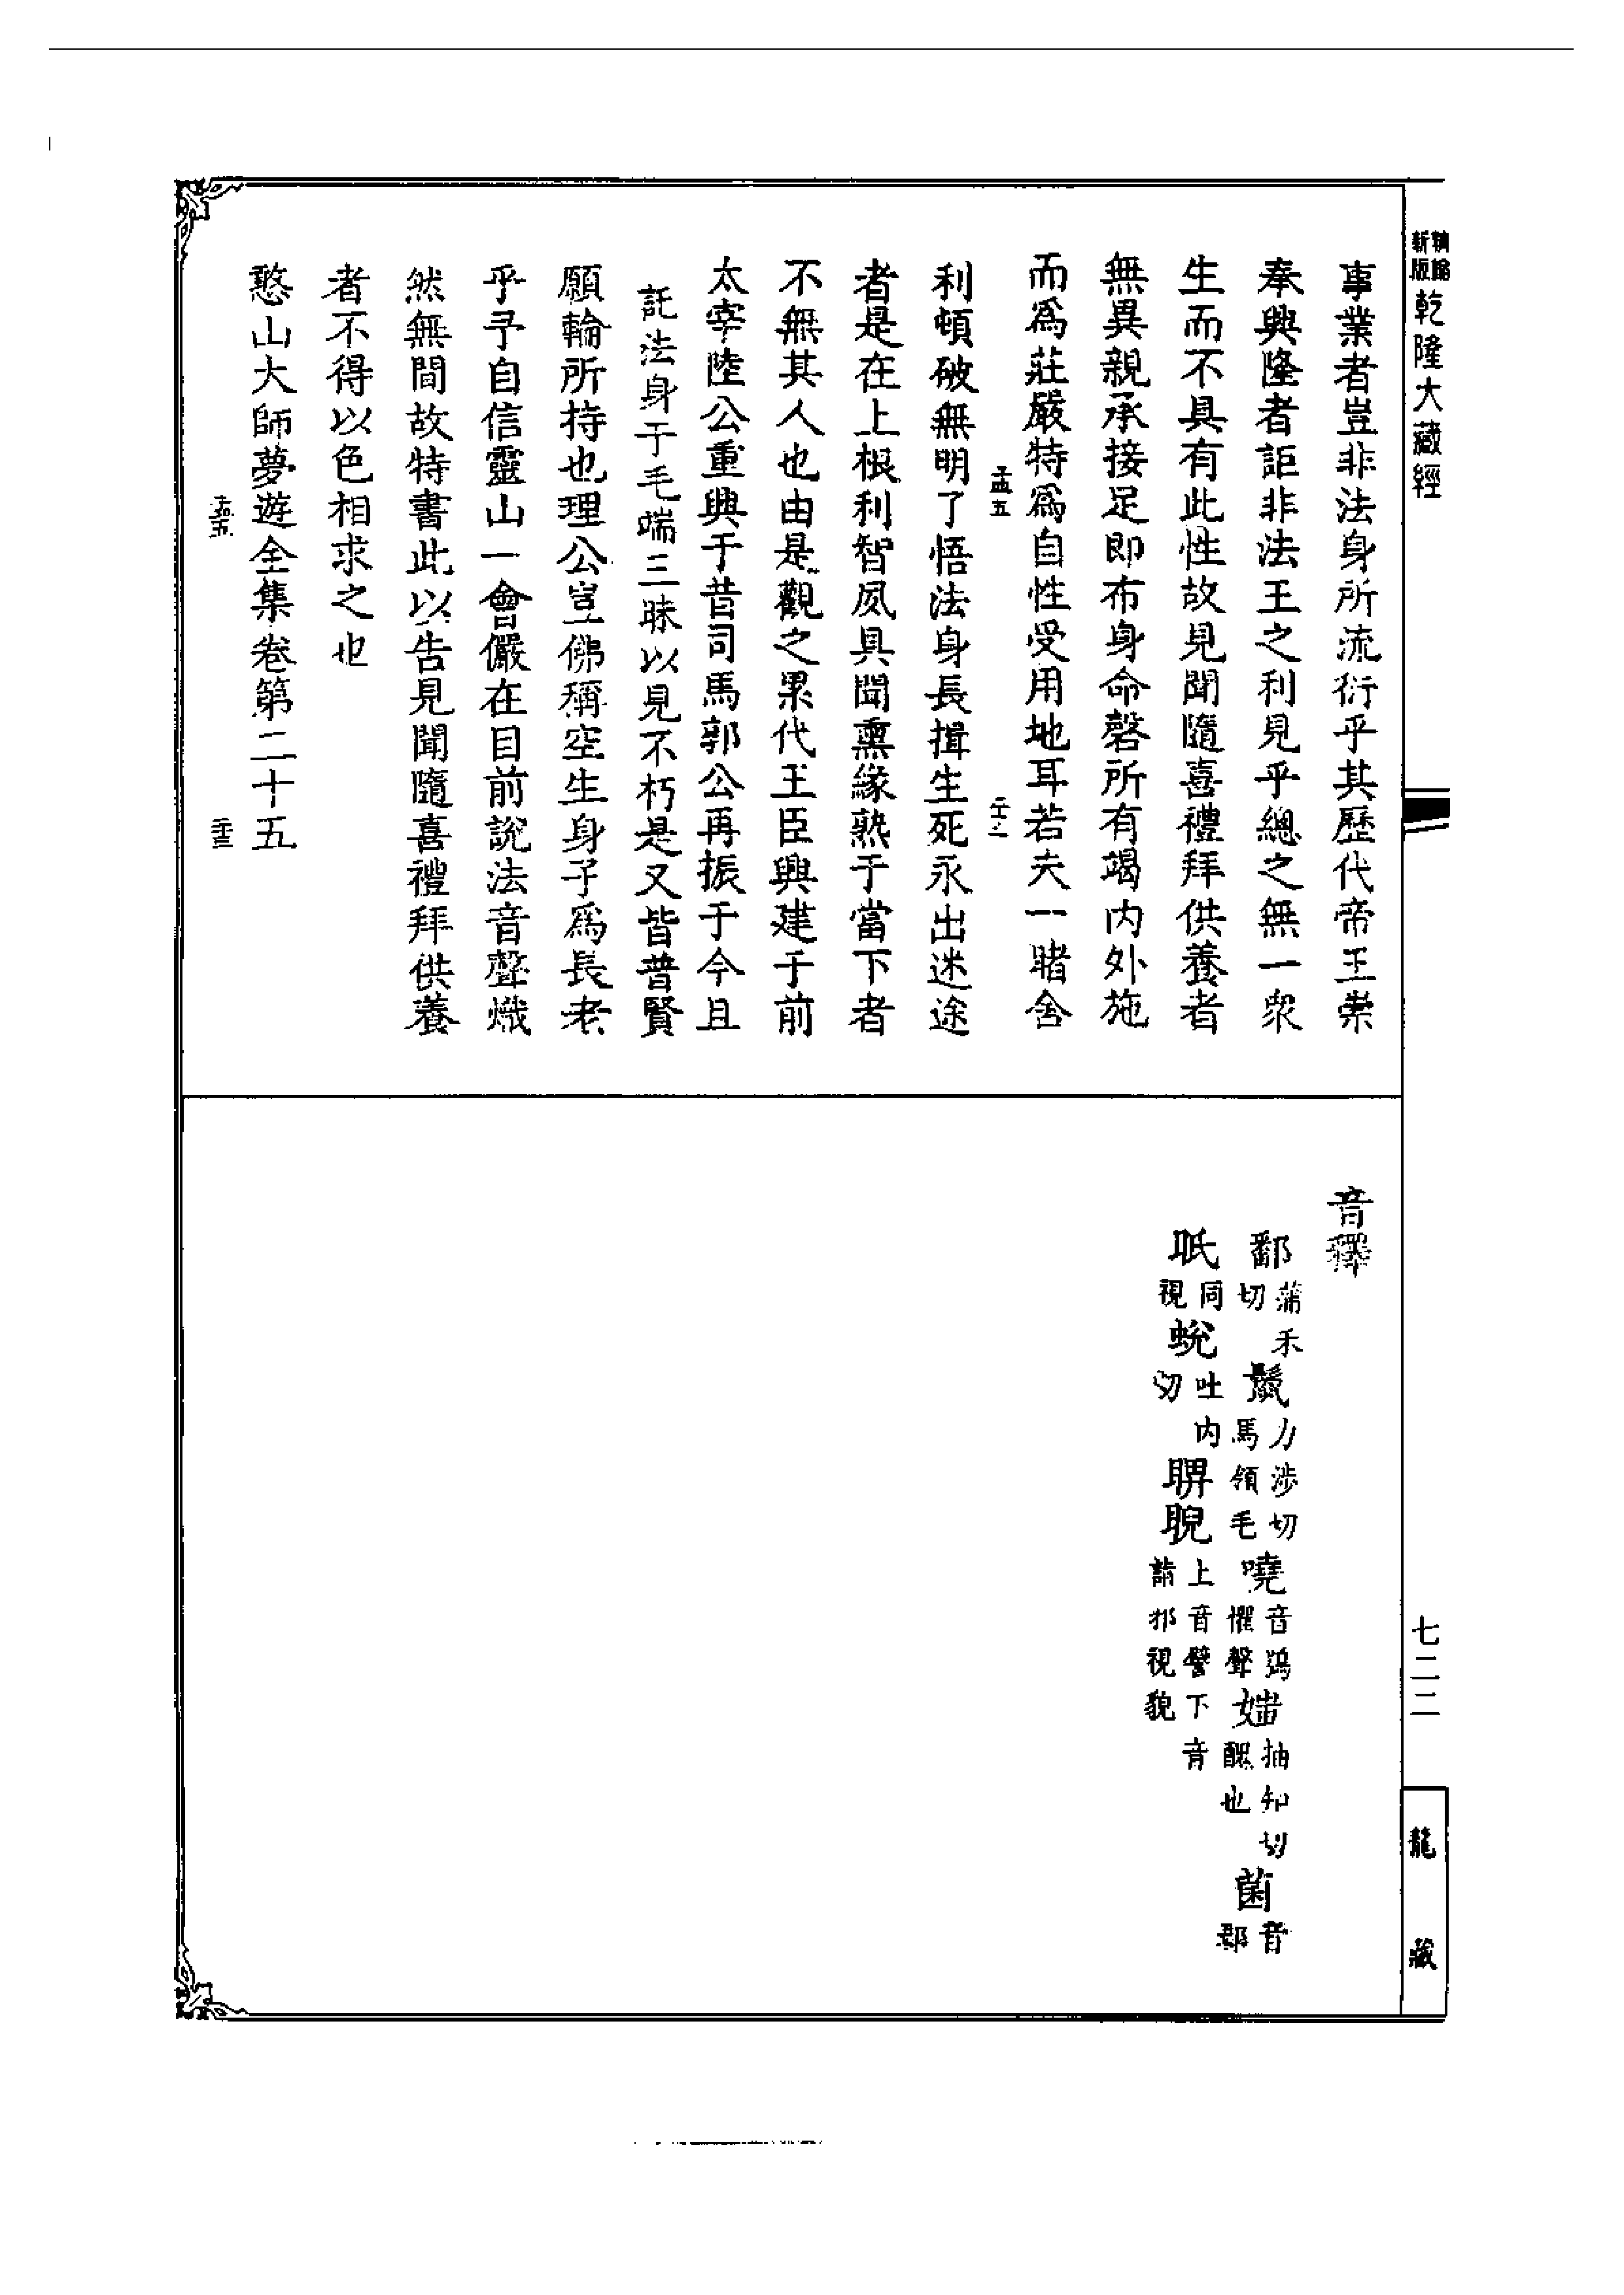 新版精縮乾隆大藏經
事業者豈非法身所流衍乎其歷代帝王崇
奉興隆者詎非法王之利見乎總之無一眾
生而不具有此性故見聞隨喜禮拜供養者
無異親承接足即布身命罄所有竭內外施
而爲莊嚴特爲自性受用地耳若夫一睹舍
利頓破無明了悟法身長揖生死永出迷途
者是在上根利智夙具聞熏緣熟于當下者
不無其人也由是觀之累代王臣興建于前
太宰陸公重興于昔司馬郭公再振于今且
託法身于毛端三昧以見不朽是又皆普賢
願輪所持也理公豈佛稱空生身子爲長老
乎予自信靈山一會儼在目前說法音聲熾
然無間故特書此以告見聞隨喜禮拜供養
者不得以色相求之也
憨山大師夢遊全集卷第二十五
音釋
鄱蒲禾切鬣力涉切馬領毛嘵音鴞懼聲媸抽知切醜也菌音郡
眡同視蛻吐內切睥睨上音譬下音詣邪視貌
七二二
龍藏